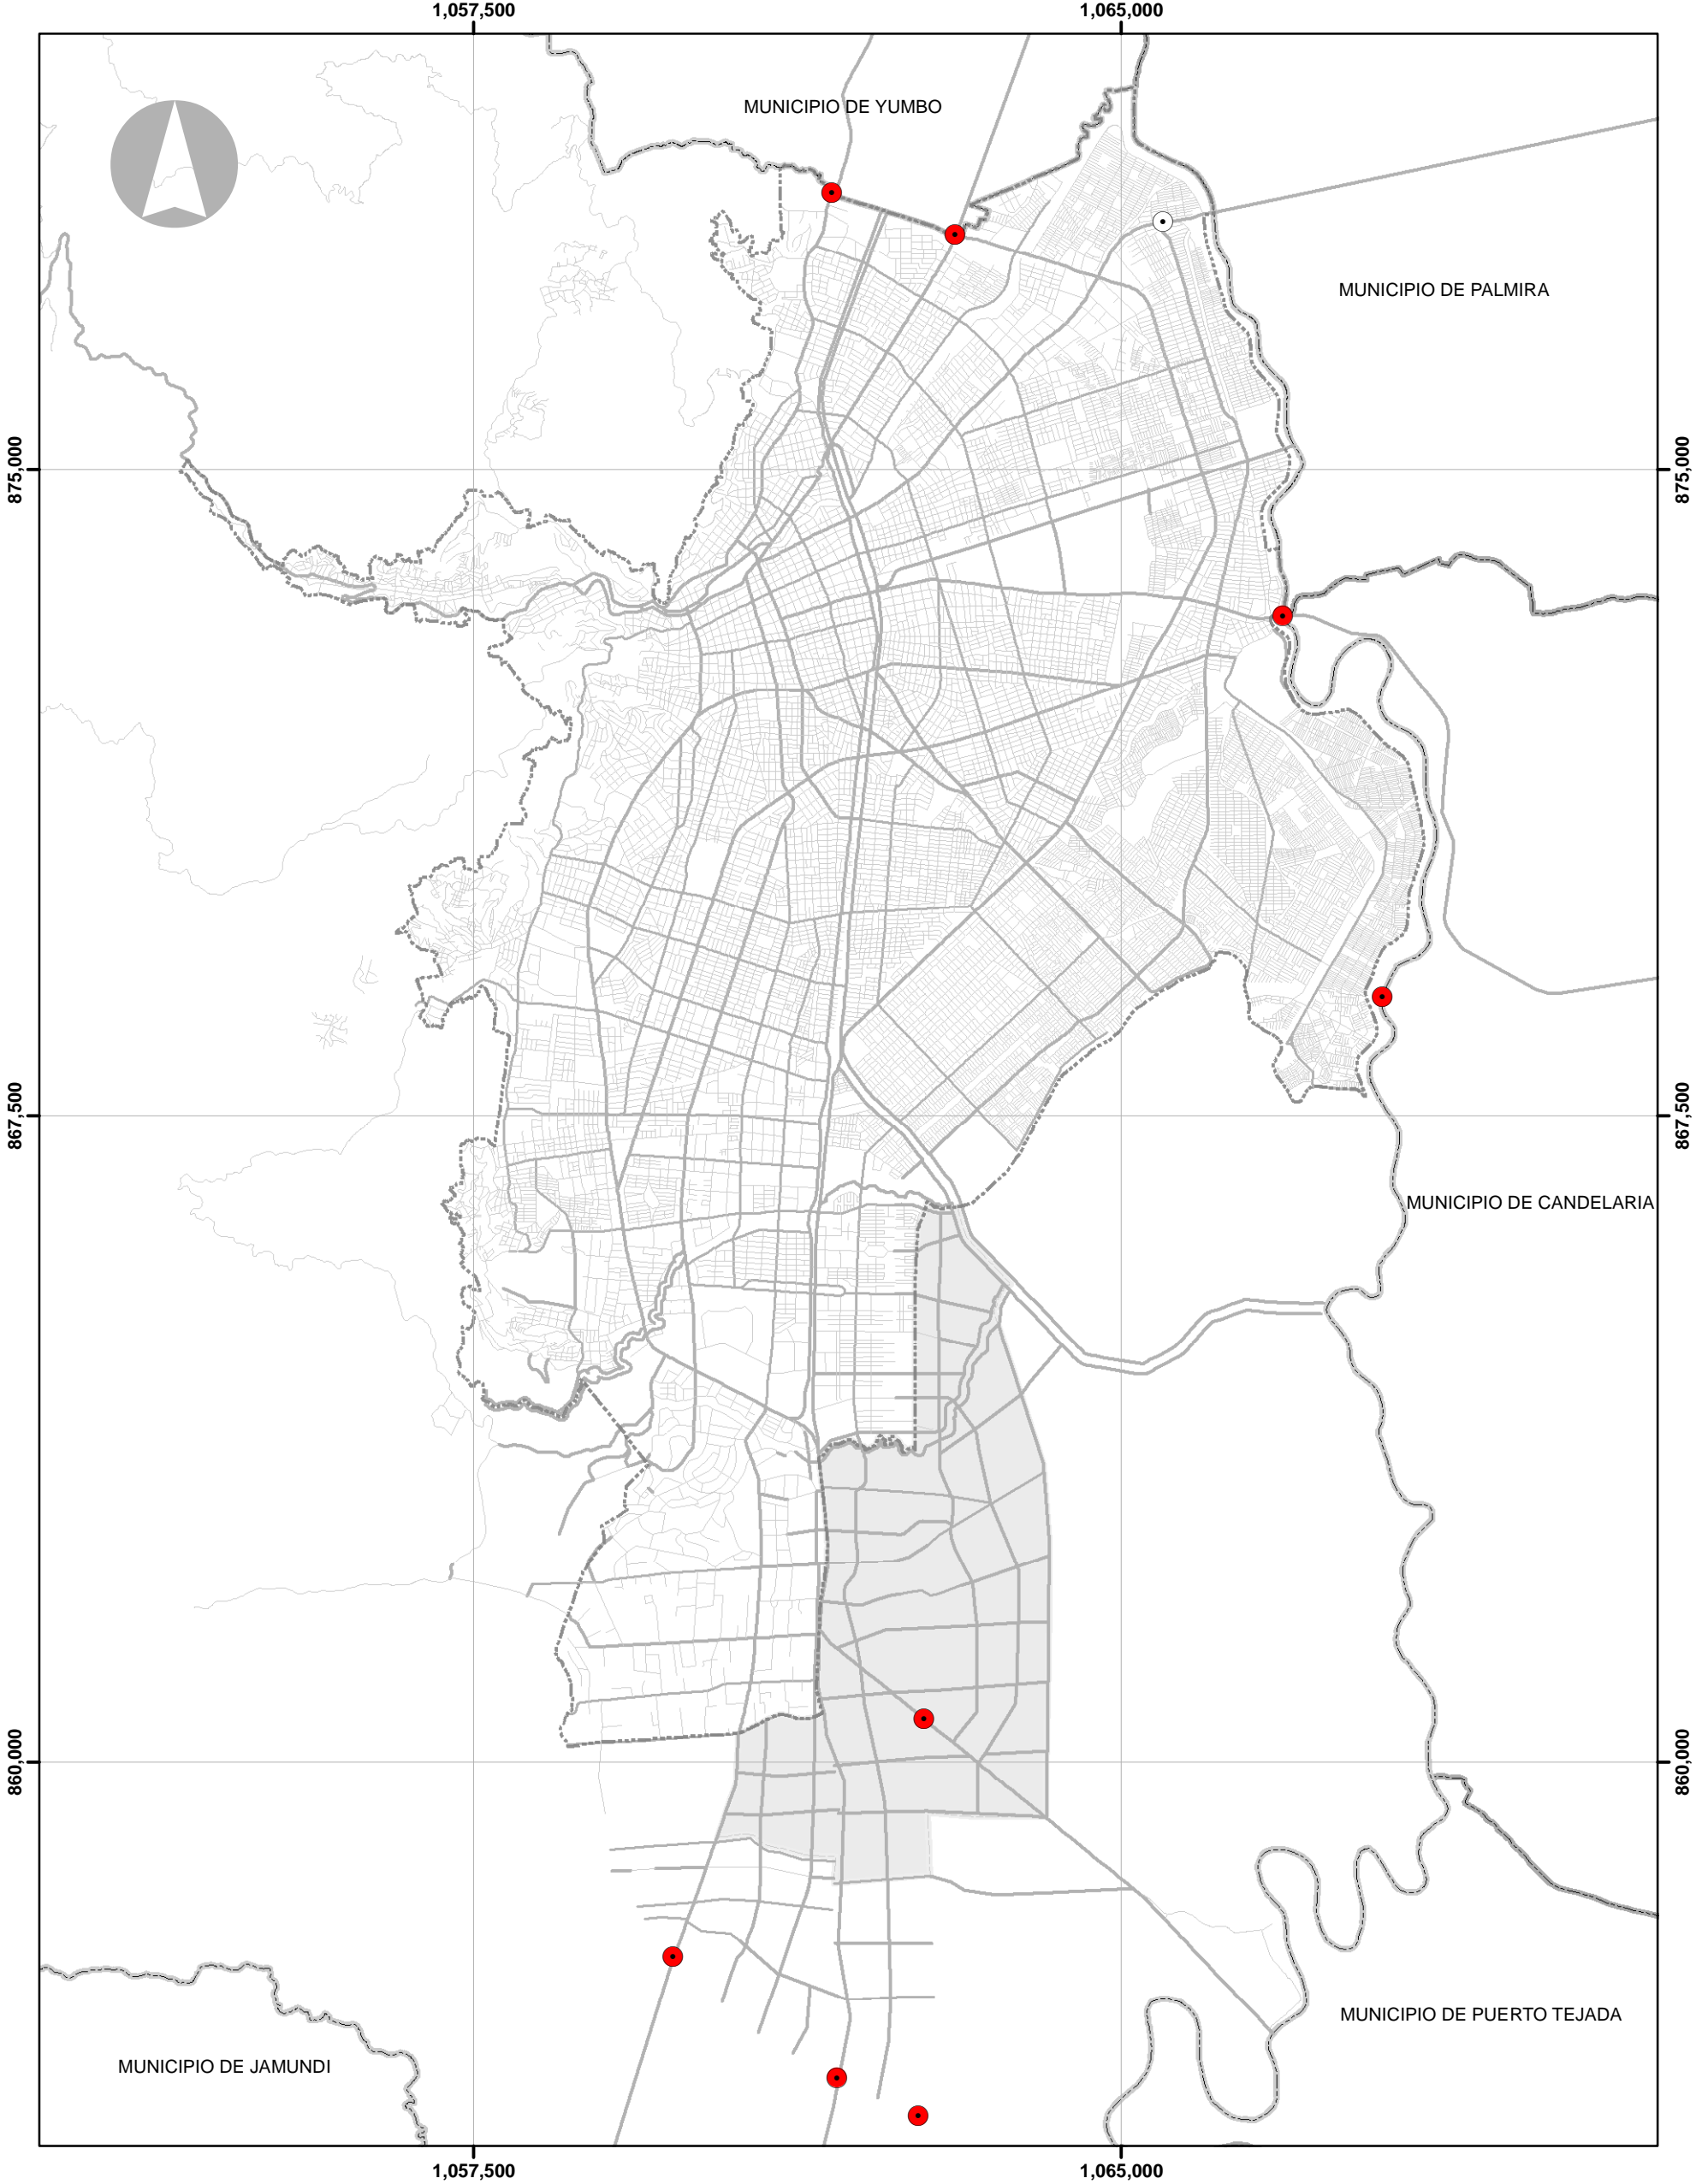 1,057,500
1,065,000
MUNICIPIO DE YUMBO
MUNICIPIO DE PALMIRA
875,000
875,000
867,500
867,500
MUNICIPIO DE CANDELARIA
860,000
860,000
MUNICIPIO DE PUERTO TEJADA
MUNICIPIO DE JAMUNDI
1,057,500
1,065,000